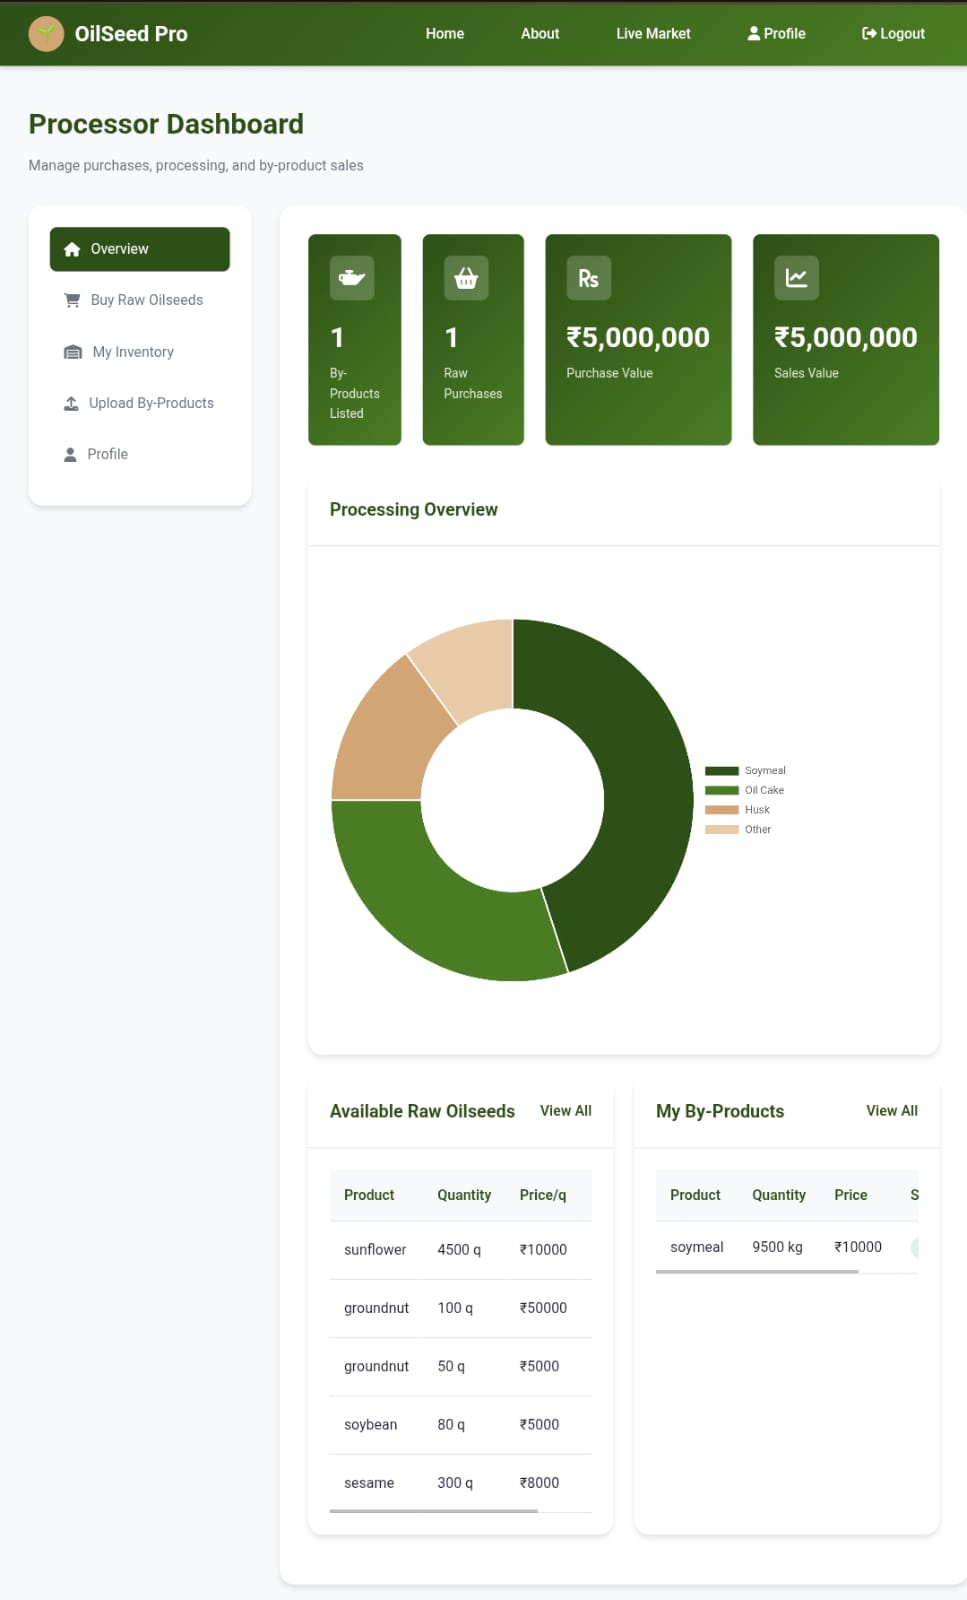 OilSeed Pro
Home
About
Live Market
Profile
Logout
Processor Dashboard
Manage purchases, processing, and by-product sales
Overview
Buy Raw Oilseeds
My Inventory
Upload By-Products
Profile
1
By-
Products
Listed
1
Raw
Purchases
Rs
₹5,000,000
Purchase Value
₹5,000,000
Sales Value
Processing Overview
Soymeal
Oil Cake
Husk
Other
Available Raw Oilseeds View All
Product Quantity Price/q
sunflower 4500 q ₹10000
groundnut 100 q ₹50000
groundnut 50 q ₹5000
soybean 80 q ₹5000
sesame 300 q ₹8000
My By-Products View All
Product Quantity Price S
soymeal 9500 kg ₹10000